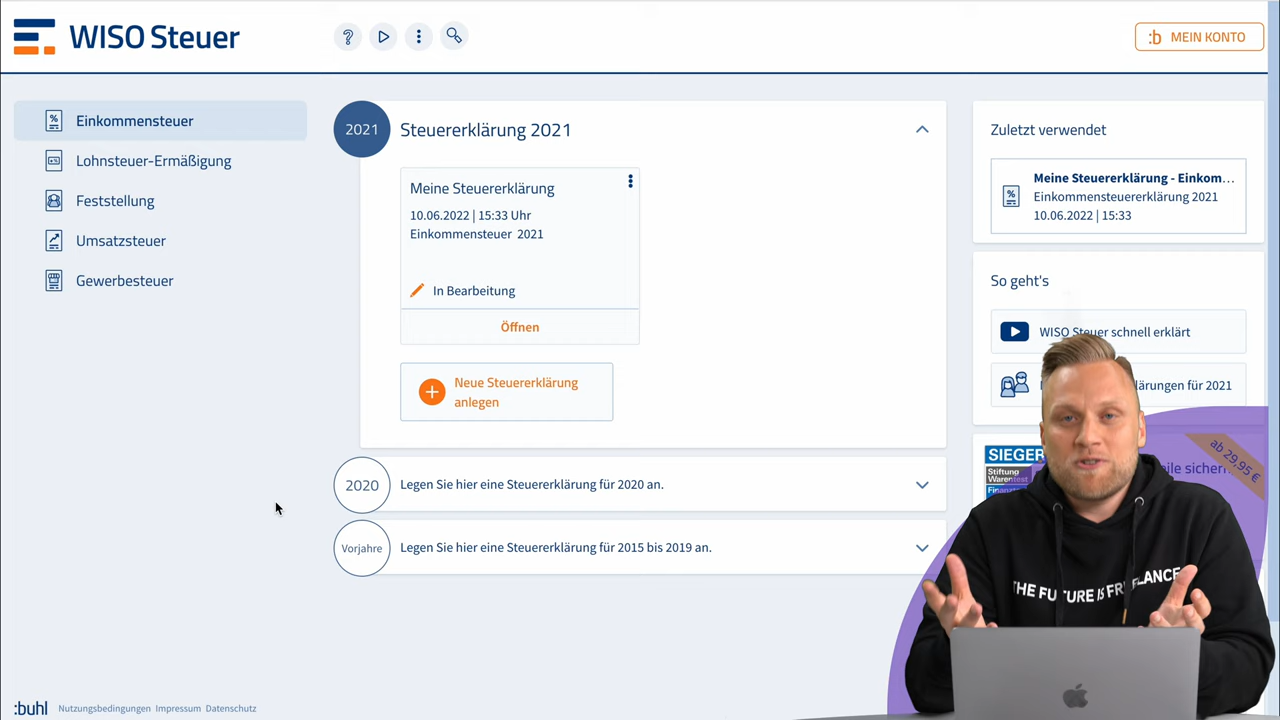 WISO Steuer
?
:b MEIN KONTO
Einkommensteuer
Lohnsteuer-Ermäßigung
Feststellung
Umsatzsteuer
Gewerbesteuer
2021
Steuererklärung 2021
Meine Steuererklärung
10.06.2022 | 15:33 Uhr
Einkommensteuer 2021
In Bearbeitung
Öffnen
Neue Steuererklärung
anlegen
2020
Legen Sie hier eine Steuererklärung für 2020 an.
Vorjahre
Legen Sie hier eine Steuererklärung für 2015 bis 2019 an.
Zuletzt verwendet
Meine Steuererklärung - Einkom...
Einkommensteuererklärung 2021
10.06.2022 | 15:33
So geht's
WISO Steuer schnell erklärt
lärungen für 2021
SIEGER
Stiftung
Warentest
ab 29,95 €
THE FUTURE IS FREELANCE
:buhl
Nutzungsbedingungen Impressum Datenschutz